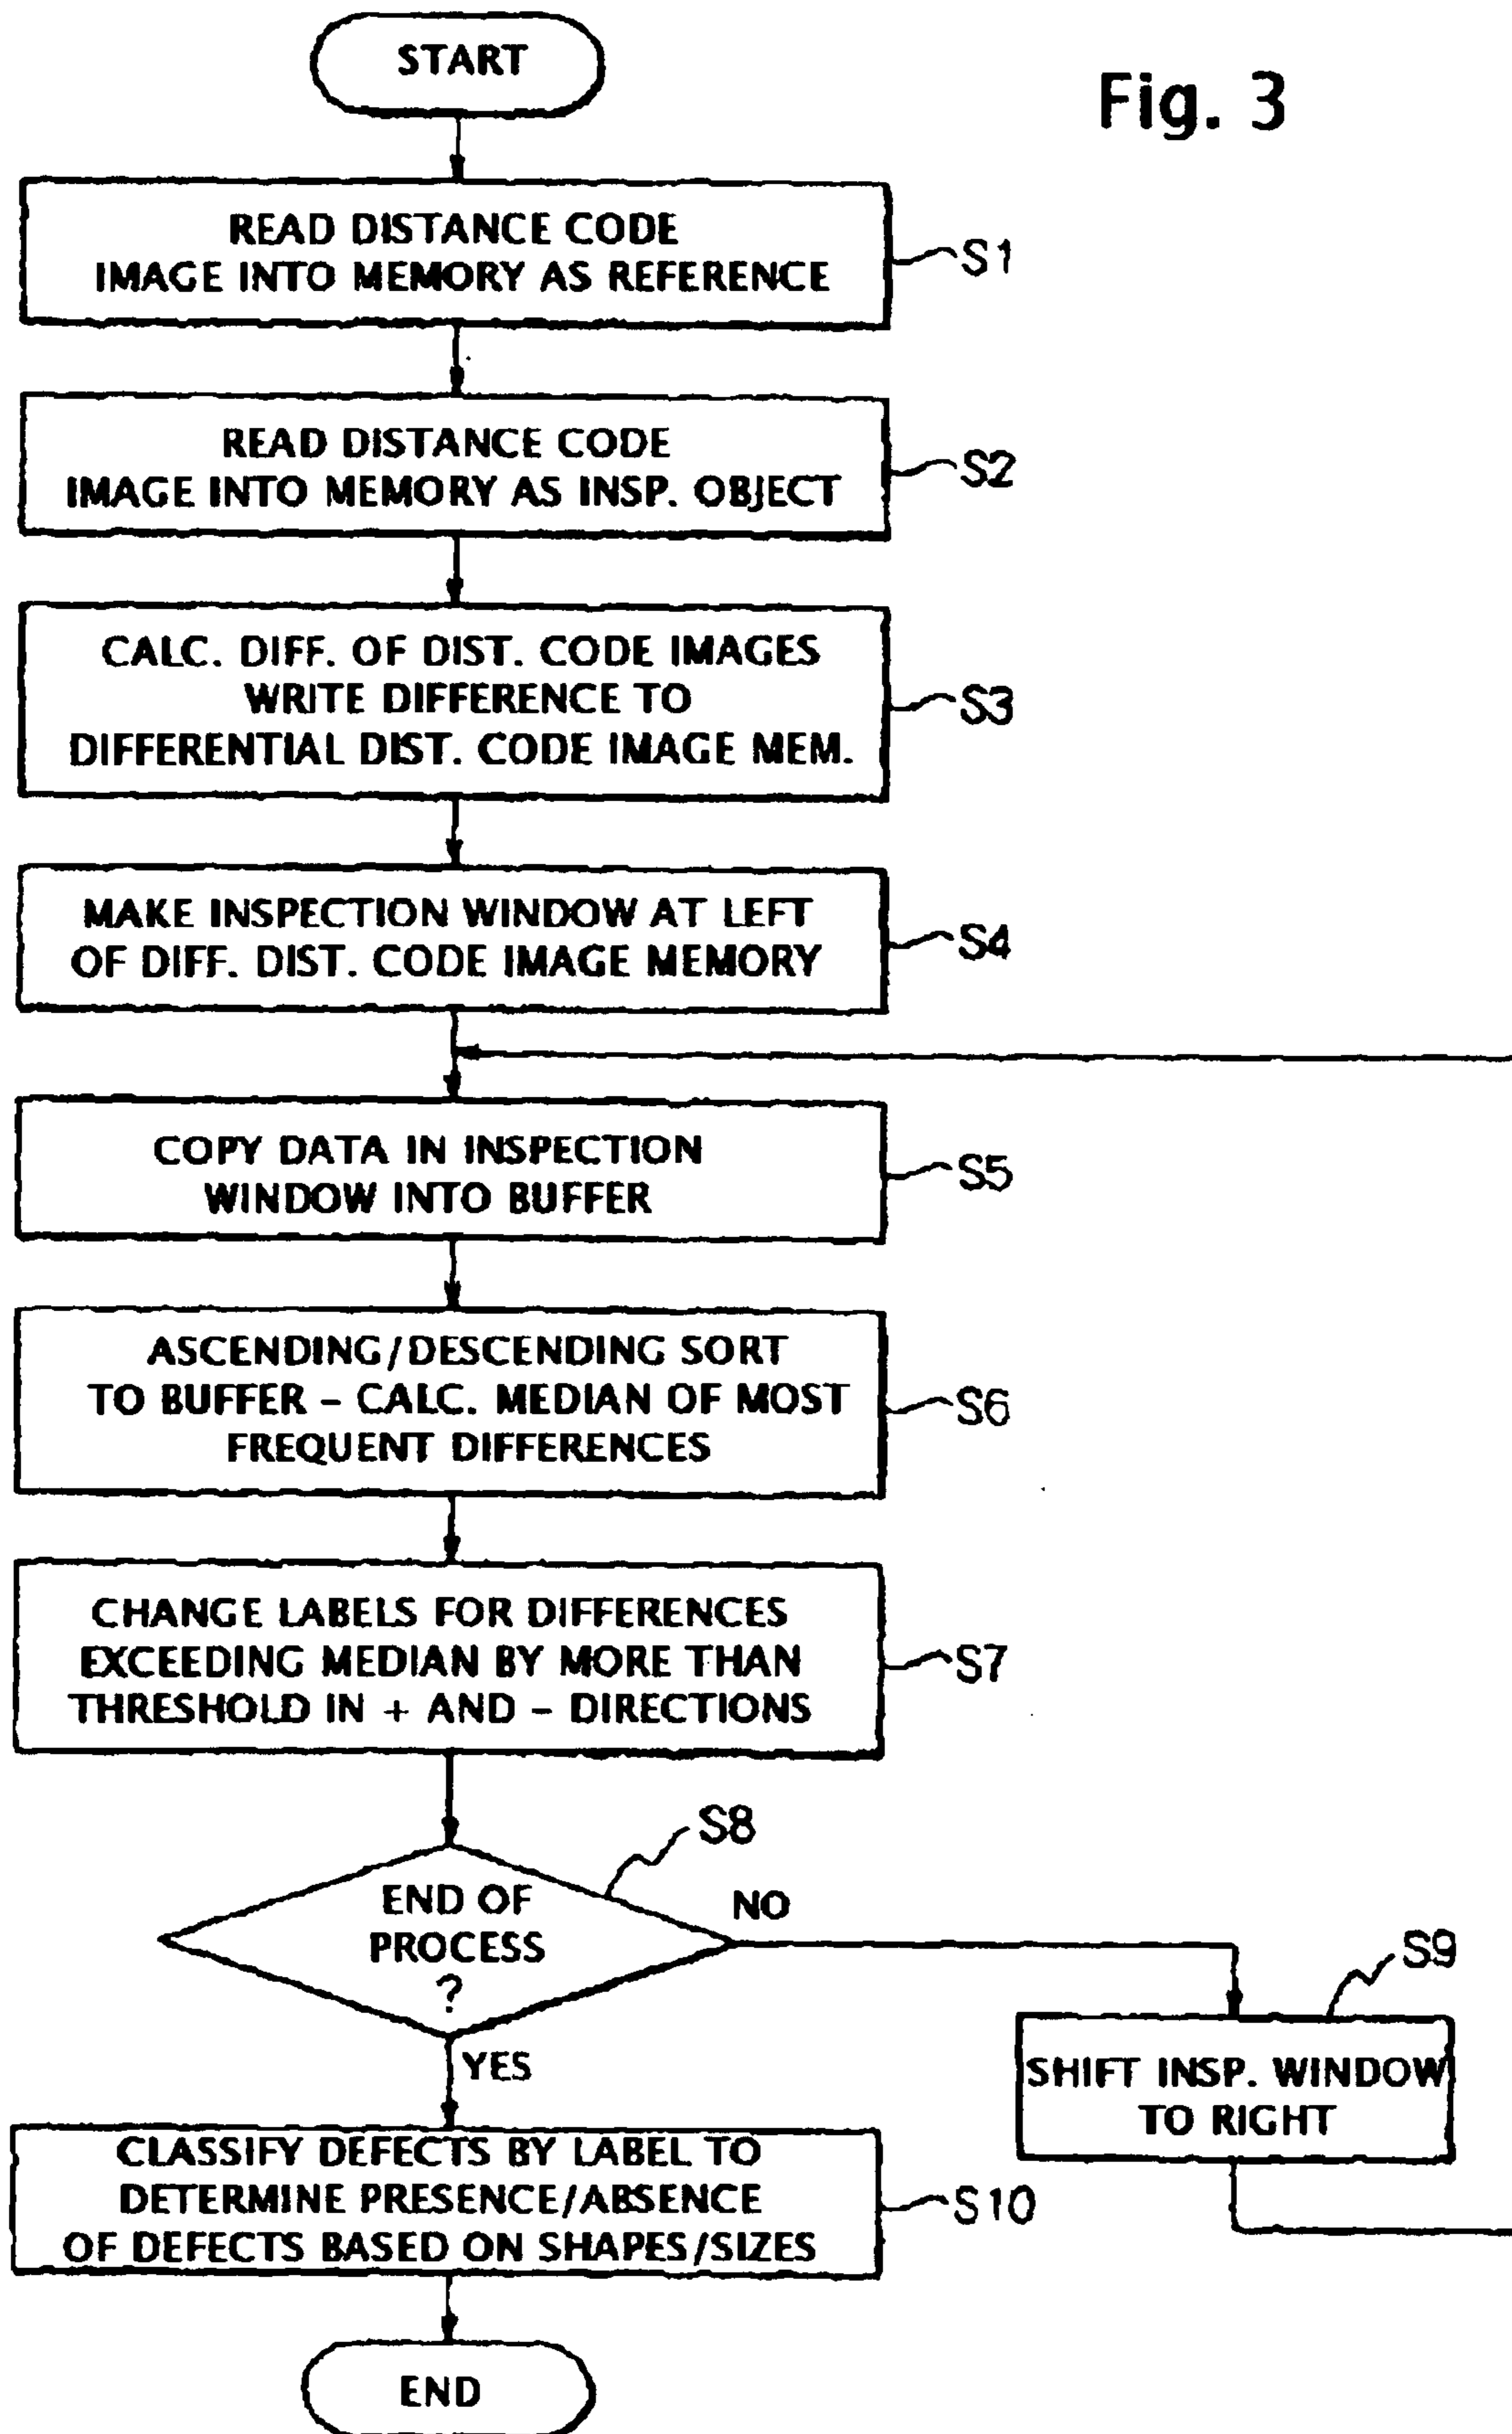 START
Fig. 3
READ DISTANCE CODE
IMAGE INTO MEMORY AS REFERENCE
S1
READ DISTANCE CODE
IMAGE INTO MEMORY AS INSP. OBJECT
S2
CALC. DIFF. OF DIST. CODE IMAGES
WRITE DIFFERENCE TO
DIFFERENTIAL DIST. CODE IMAGE MEM.
S3
MAKE INSPECTION WINDOW AT LEFT
OF DIFF. DIST. CODE IMAGE MEMORY
S4
COPY DATA IN INSPECTION
WINDOW INTO BUFFER
S5
ASCENDING/DESCENDING SORT
TO BUFFER – CALC. MEDIAN OF MOST
FREQUENT DIFFERENCES
S6
CHANGE LABELS FOR DIFFERENCES
EXCEEDING MEDIAN BY MORE THAN
THRESHOLD IN + AND – DIRECTIONS
S7
S8
END OF
PROCESS
?
NO
YES
S9
SHIFT INSP. WINDOW
TO RIGHT
CLASSIFY DEFECTS BY LABEL TO
DETERMINE PRESENCE/ABSENCE
OF DEFECTS BASED ON SHAPES/SIZES
S10
END